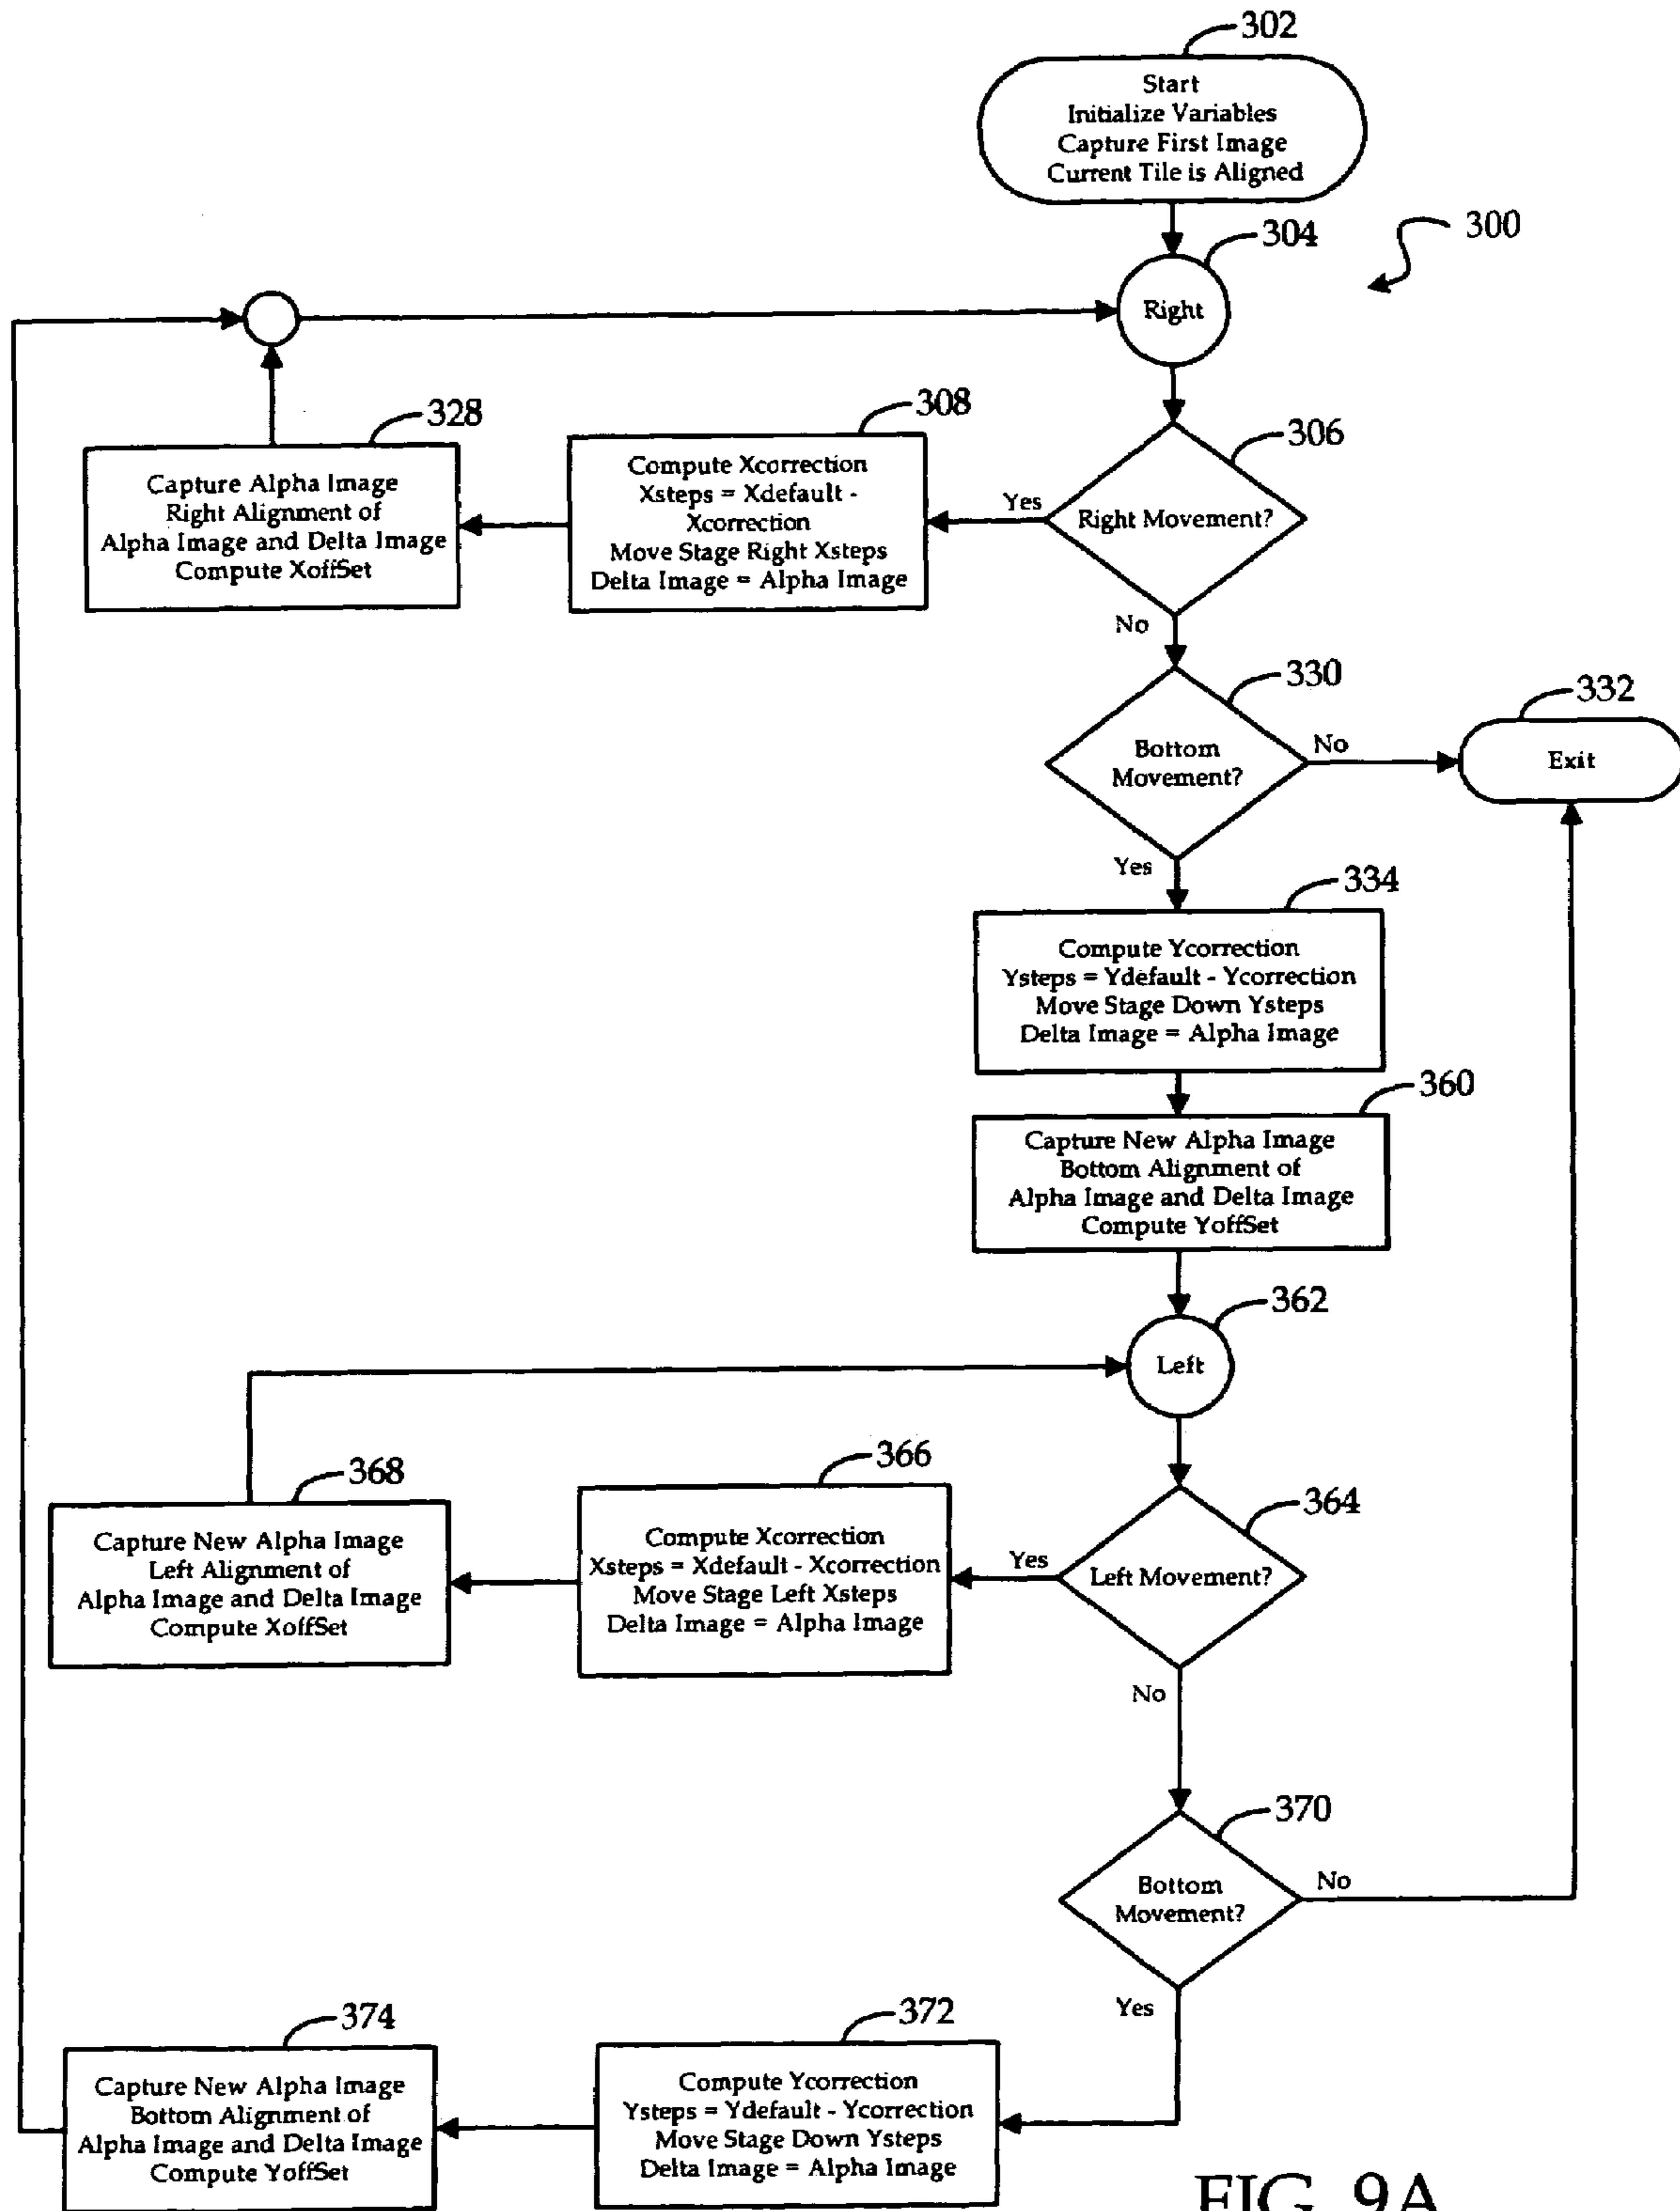 302
Start
Initialize Variables
Capture First Image
Current Tile is Aligned
304
300
Right
328
308
306
Capture Alpha Image
Right Alignment of
Alpha Image and Delta Image
Compute XoffSet
Compute Xcorrection
Xsteps = Xdefault -
Xcorrection
Move Stage Right Xsteps
Delta Image = Alpha Image
Yes
Right Movement?
No
330
332
Bottom
Movement?
No
Exit
Yes
334
Compute Ycorrection
Ysteps = Ydefault - Ycorrection
Move Stage Down Ysteps
Delta Image = Alpha Image
360
Capture New Alpha Image
Bottom Alignment of
Alpha Image and Delta Image
Compute YoffSet
362
Left
368
366
364
Capture New Alpha Image
Left Alignment of
Alpha Image and Delta Image
Compute XoffSet
Compute Xcorrection
Xsteps = Xdefault - Xcorrection
Move Stage Left Xsteps
Delta Image = Alpha Image
Yes
Left Movement?
No
370
Bottom
Movement?
No
Yes
374
372
Capture New Alpha Image
Bottom Alignment of
Alpha Image and Delta Image
Compute YoffSet
Compute Ycorrection
Ysteps = Ydefault - Ycorrection
Move Stage Down Ysteps
Delta Image = Alpha Image
FIG. 9A